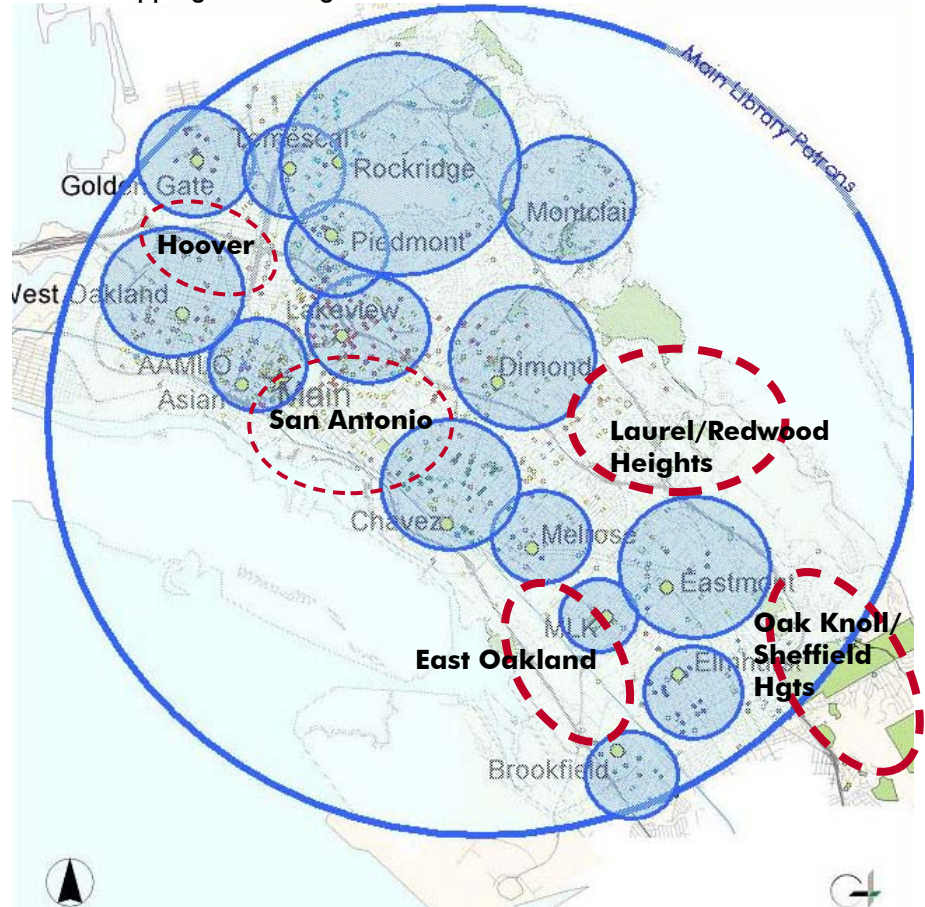 Main Library Patrons
Temescal
Rockridge
Golden Gate
Montclair
Hoover
Piedmont
West Oakland
Lakeview
AAMLO
Dimond
Asian
Main
San Antonio
Laurel/Redwood
Heights
Chavez
Melrose
Eastmont
MLK
Oak Knoll/
Sheffield
Hgts
East Oakland
Elmhurst
Brookfield